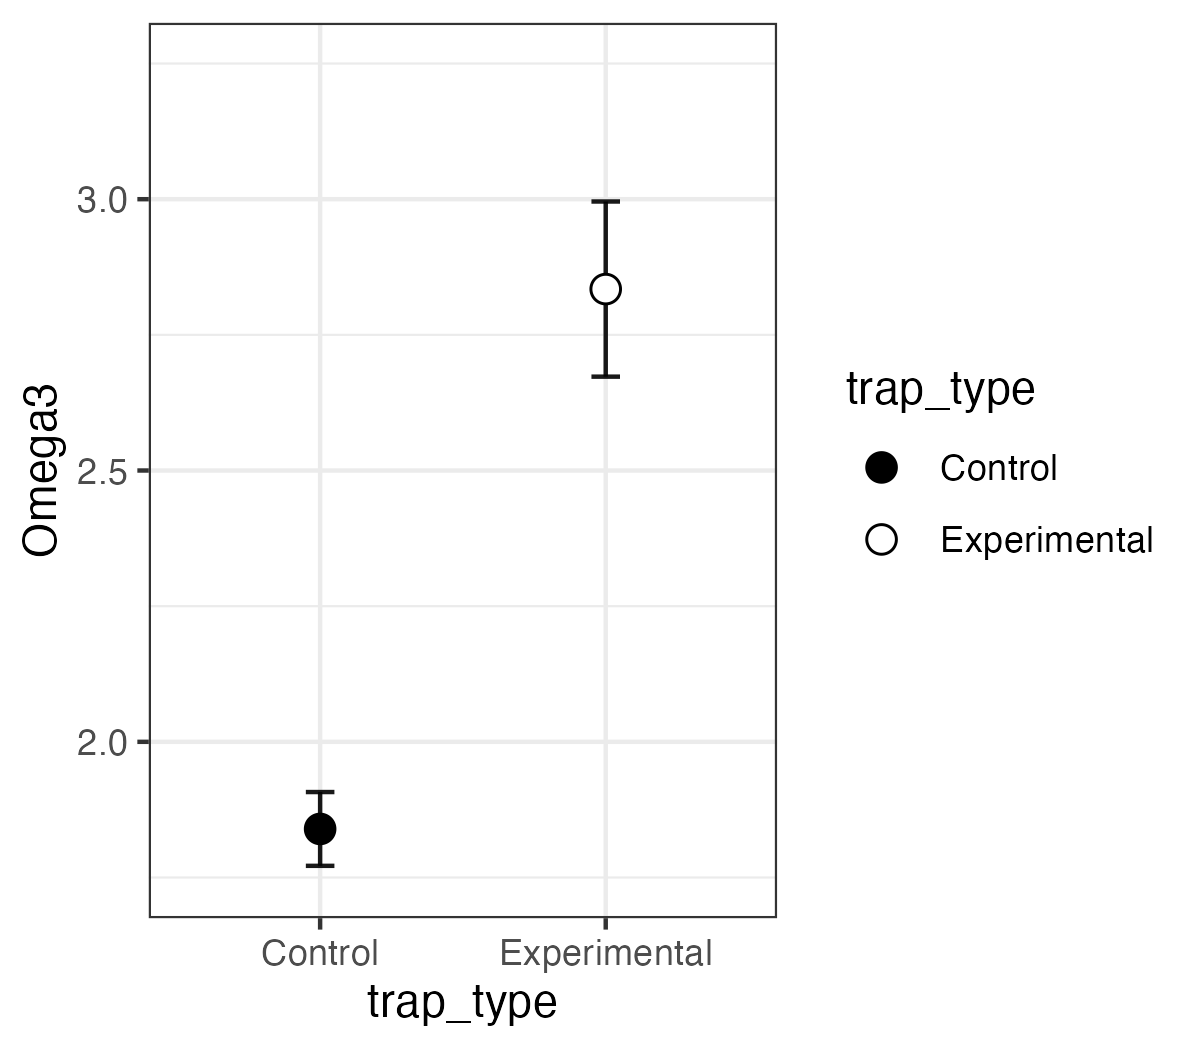 Omega3
3.0
2.5
2.0
Control
Experimental
trap_type
trap_type
Control
Experimental